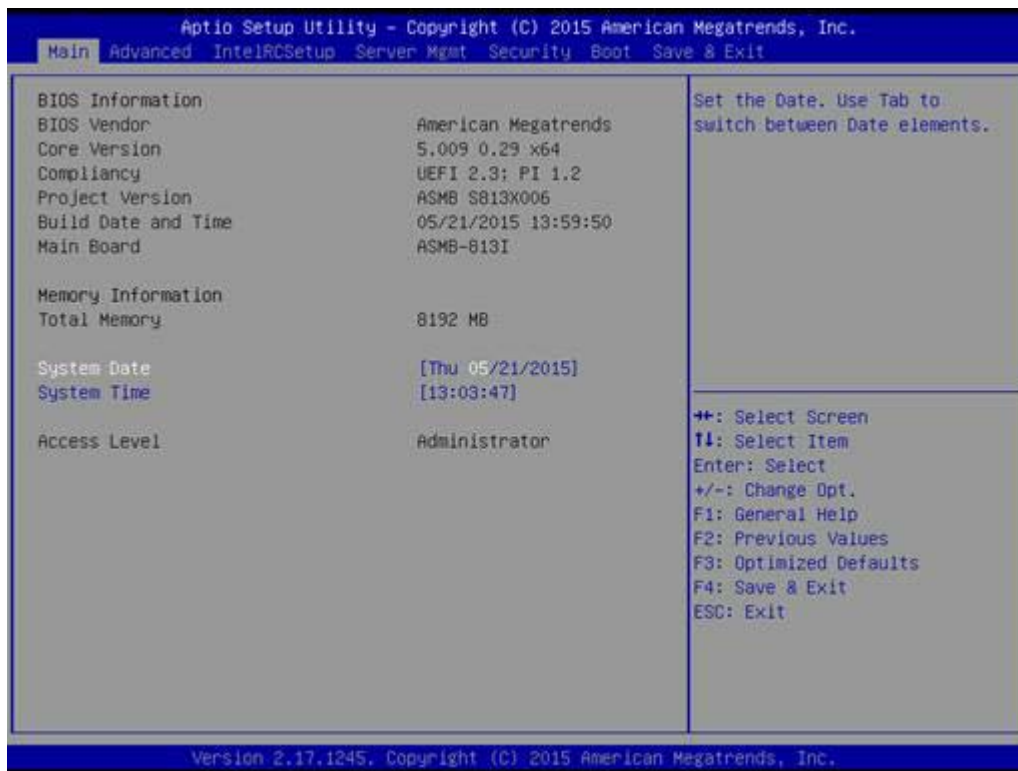 Aptio Setup Utility - Copyright (C) 2015 American Megatrends, Inc.
Main Advanced IntelRCSetup Server Mgmt Security Boot Save & Exit
BIOS Information
BIOS Vendor American Megatrends
Core Version 5.009 0.29 x64
Compliancy UEFI 2.3; PI 1.2
Project Version ASMB S813X006
Build Date and Time 05/21/2015 13:59:50
Main Board ASMB-813I
Memory Information
Total Memory 8192 MB
System Date [Thu 05/21/2015]
System Time [13:03:47]
Access Level Administrator
Set the Date. Use Tab to
switch between Date elements.
→←: Select Screen
↑↓: Select Item
Enter: Select
+/-: Change Opt.
F1: General Help
F2: Previous Values
F3: Optimized Defaults
F4: Save & Exit
ESC: Exit
Version 2.17.1245. Copyright (C) 2015 American Megatrends, Inc.